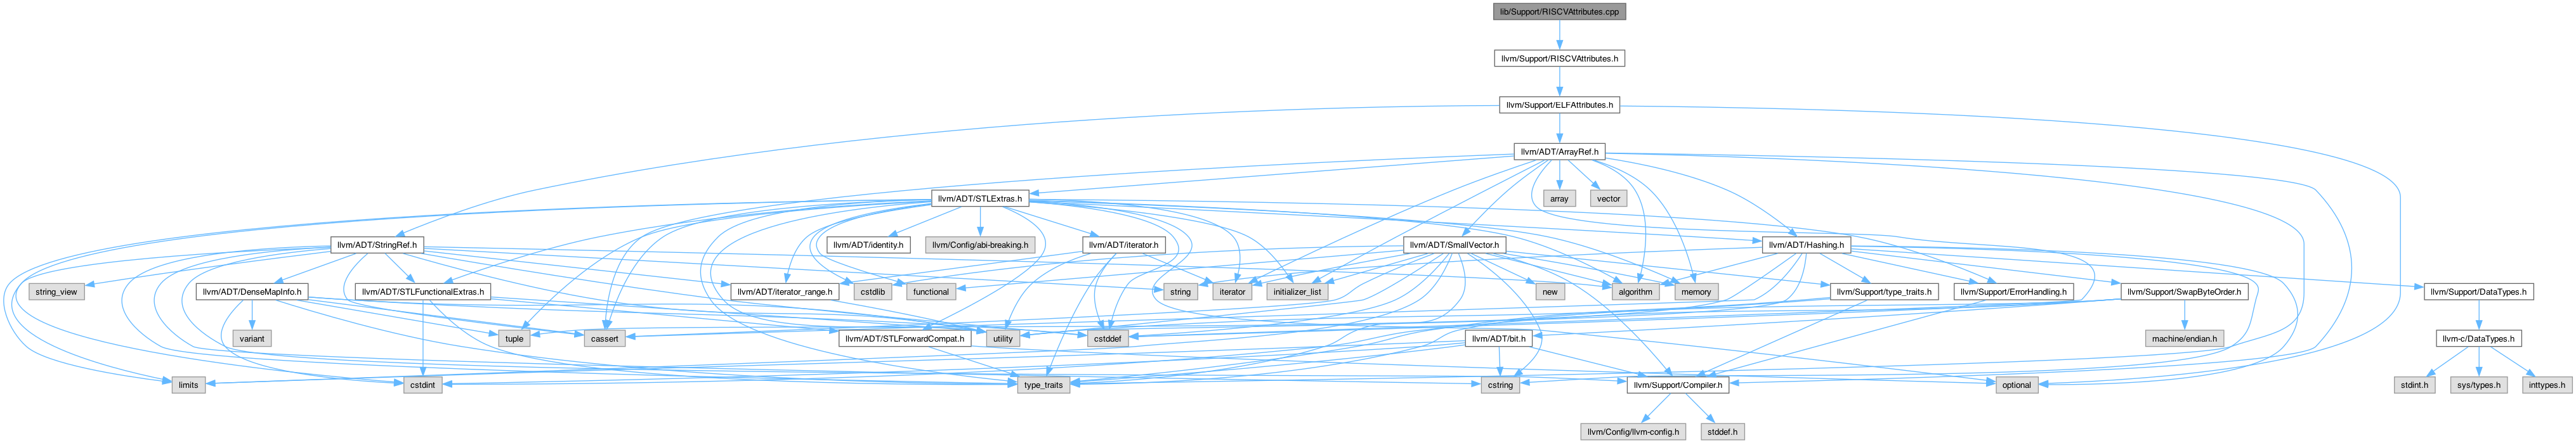 lib/Support/RISCVAttributes.cpp
llvm/Support/RISCVAttributes.h
llvm/Support/ELFAttributes.h
llvm/ADT/ArrayRef.h
llvm/ADT/STLExtras.h
array
vector
llvm/ADT/StringRef.h
llvm/ADT/identity.h
llvm/Config/abi-breaking.h
llvm/ADT/iterator.h
llvm/ADT/SmallVector.h
llvm/ADT/Hashing.h
string_view
llvm/ADT/DenseMapInfo.h
llvm/ADT/STLFunctionalExtras.h
llvm/ADT/iterator_range.h
cstdlib
functional
string
iterator
initializer_list
new
algorithm
memory
llvm/Support/type_traits.h
llvm/Support/ErrorHandling.h
llvm/Support/SwapByteOrder.h
llvm/Support/DataTypes.h
variant
tuple
cassert
llvm/ADT/STLForwardCompat.h
utility
cstddef
llvm/ADT/bit.h
machine/endian.h
llvm-c/DataTypes.h
limits
cstdint
type_traits
cstring
llvm/Support/Compiler.h
optional
stdint.h
sys/types.h
inttypes.h
llvm/Config/llvm-config.h
stddef.h